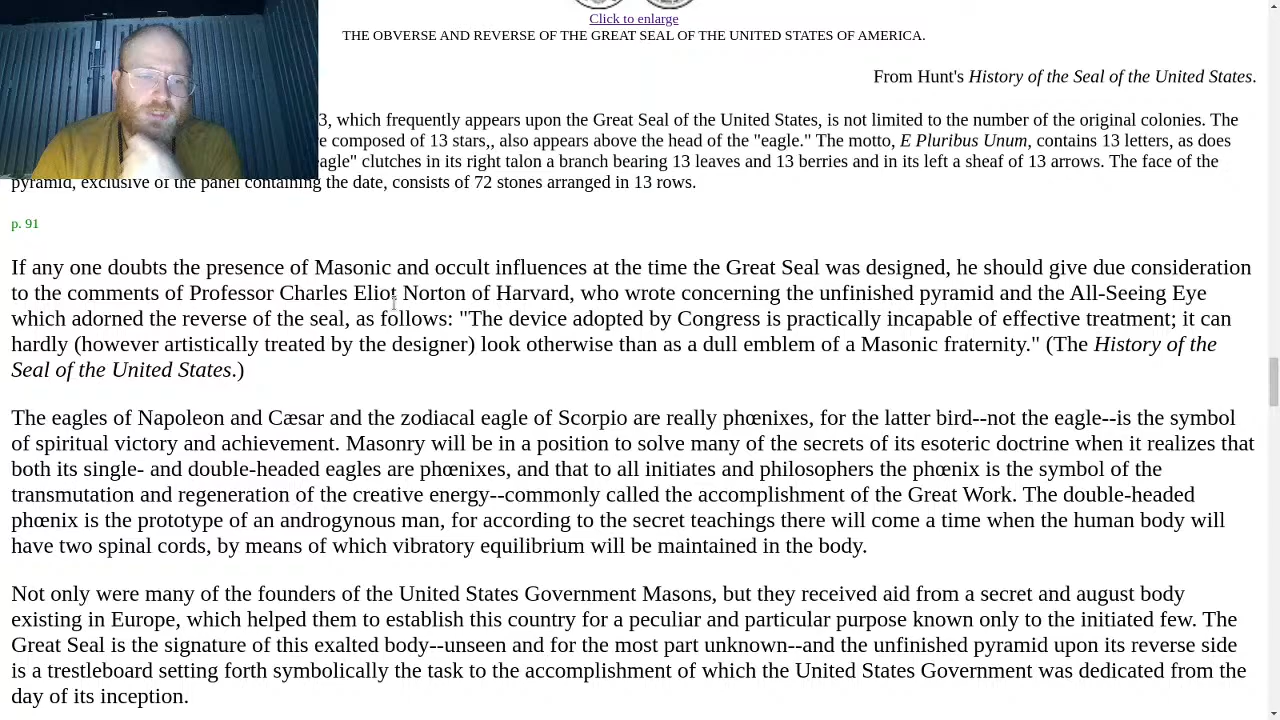 Click to enlarge
THE OBVERSE AND REVERSE OF THE GREAT SEAL OF THE UNITED STATES OF AMERICA.
From Hunt's History of the Seal of the United States.
3, which frequently appears upon the Great Seal of the United States, is not limited to the number of the original colonies. The
e composed of 13 stars,, also appears above the head of the "eagle." The motto, E Pluribus Unum, contains 13 letters, as does
eagle" clutches in its right talon a branch bearing 13 leaves and 13 berries and in its left a sheaf of 13 arrows. The face of the
pyramid, exclusive of the panel containing the date, consists of 72 stones arranged in 13 rows.
p. 91
If any one doubts the presence of Masonic and occult influences at the time the Great Seal was designed, he should give due consideration
to the comments of Professor Charles Eliot Norton of Harvard, who wrote concerning the unfinished pyramid and the All-Seeing Eye
which adorned the reverse of the seal, as follows: "The device adopted by Congress is practically incapable of effective treatment; it can
hardly (however artistically treated by the designer) look otherwise than as a dull emblem of a Masonic fraternity." (The History of the
Seal of the United States.)
The eagles of Napoleon and Cæsar and the zodiacal eagle of Scorpio are really phœnixes, for the latter bird--not the eagle--is the symbol
of spiritual victory and achievement. Masonry will be in a position to solve many of the secrets of its esoteric doctrine when it realizes that
both its single- and double-headed eagles are phœnixes, and that to all initiates and philosophers the phœnix is the symbol of the
transmutation and regeneration of the creative energy--commonly called the accomplishment of the Great Work. The double-headed
phœnix is the prototype of an androgynous man, for according to the secret teachings there will come a time when the human body will
have two spinal cords, by means of which vibratory equilibrium will be maintained in the body.
Not only were many of the founders of the United States Government Masons, but they received aid from a secret and august body
existing in Europe, which helped them to establish this country for a peculiar and particular purpose known only to the initiated few. The
Great Seal is the signature of this exalted body--unseen and for the most part unknown--and the unfinished pyramid upon its reverse side
is a trestleboard setting forth symbolically the task to the accomplishment of which the United States Government was dedicated from the
day of its inception.